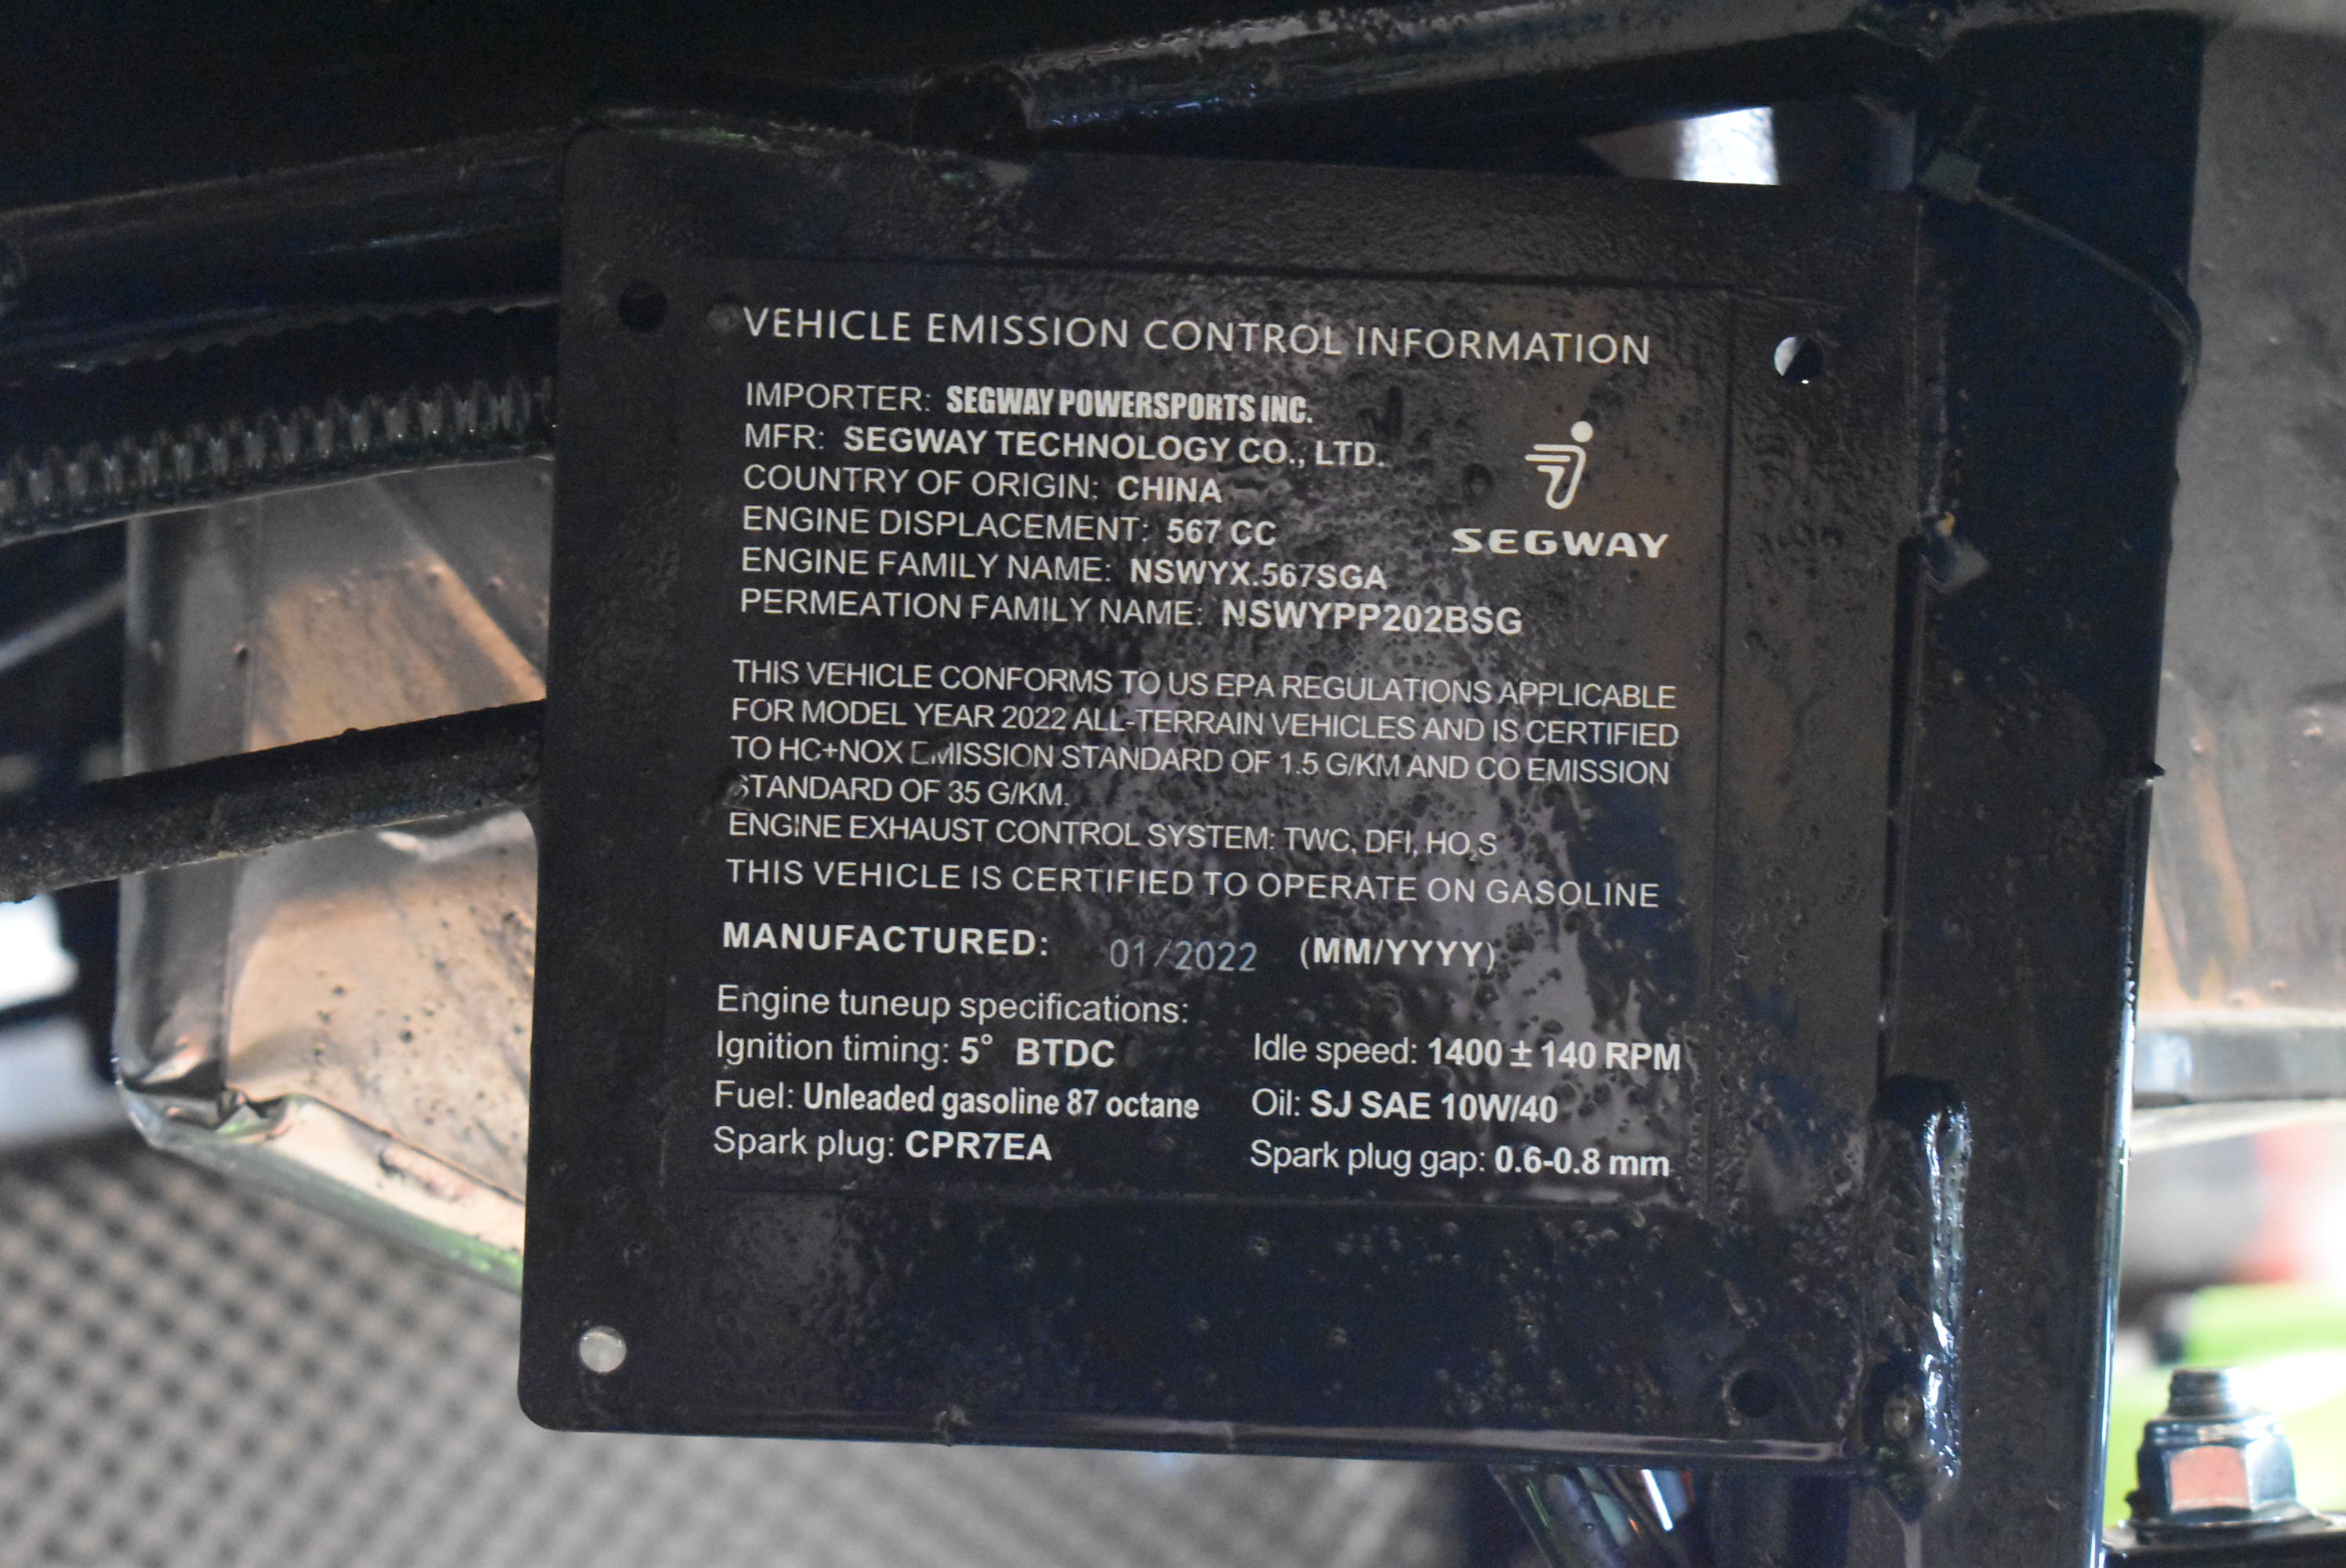 VEHICLE EMISSION CONTROL INFORMATION
IMPORTER: SEGWAY POWERSPORTS INC.
MFR: SEGWAY TECHNOLOGY CO., LTD.
COUNTRY OF ORIGIN: CHINA
ENGINE DISPLACEMENT: 567 CC
ENGINE FAMILY NAME: NSWYX.567SGA
PERMEATION FAMILY NAME: NSWYPP202BSG
SEGWAY
THIS VEHICLE CONFORMS TO US EPA REGULATIONS APPLICABLE
FOR MODEL YEAR 2022 ALL-TERRAIN VEHICLES AND IS CERTIFIED
TO HC+NOX EMISSION STANDARD OF 1.5 G/KM AND CO EMISSION
STANDARD OF 35 G/KM.
ENGINE EXHAUST CONTROL SYSTEM: TWC, DFI, HO₂S
THIS VEHICLE IS CERTIFIED TO OPERATE ON GASOLINE
MANUFACTURED: 01/2022 (MM/YYYY)
Engine tuneup specifications:
Ignition timing: 5° BTDC Idle speed: 1400 ± 140 RPM
Fuel: Unleaded gasoline 87 octane Oil: SJ SAE 10W/40
Spark plug: CPR7EA Spark plug gap: 0.6-0.8 mm